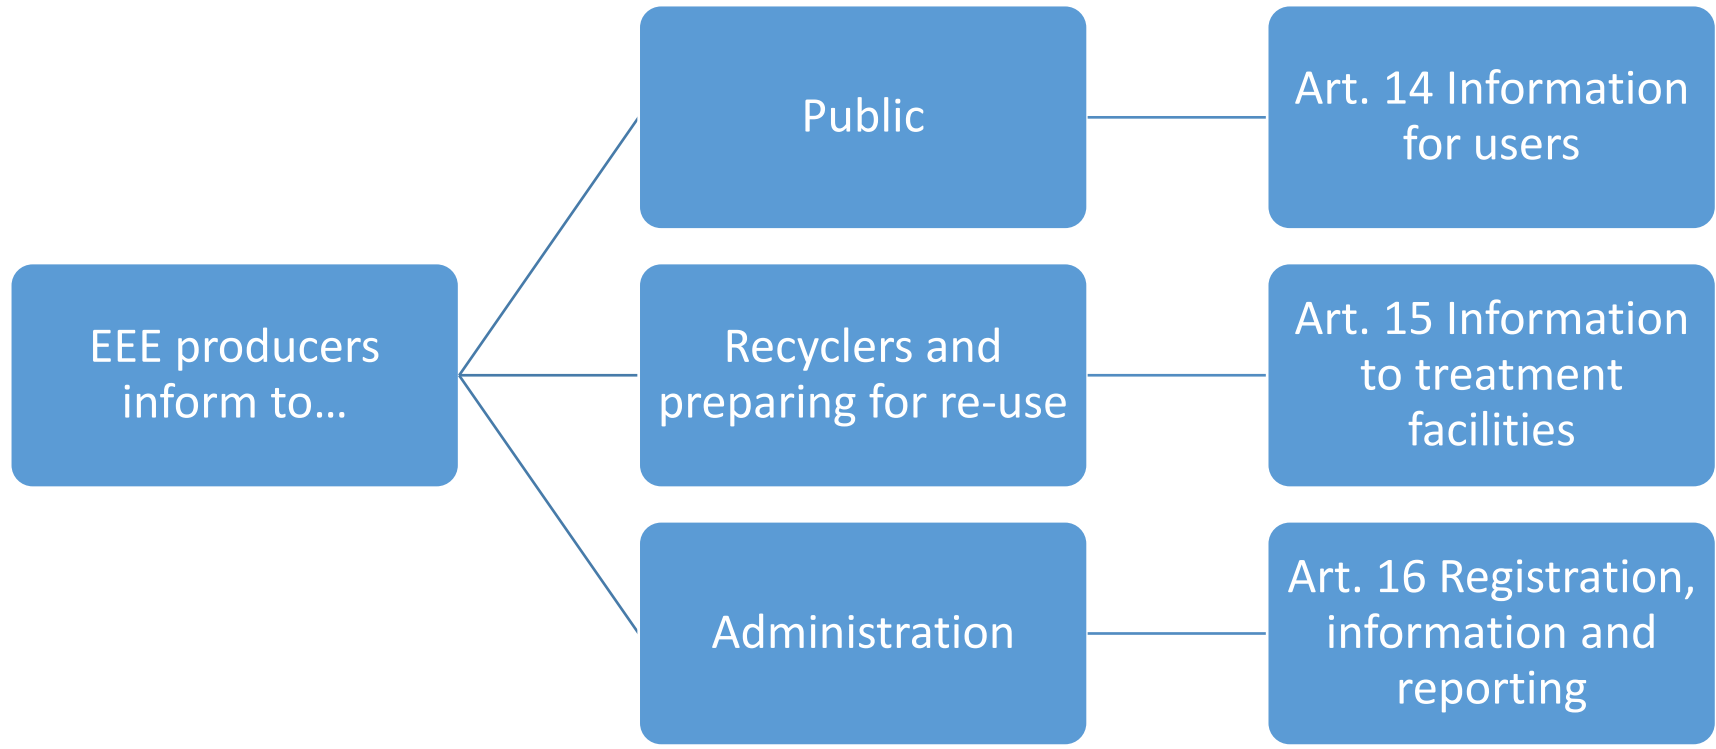 EEE producers
inform to…
Public
Art. 14 Information
for users
Recyclers and
preparing for re-use
Art. 15 Information
to treatment
facilities
Administration
Art. 16 Registration,
information and
reporting